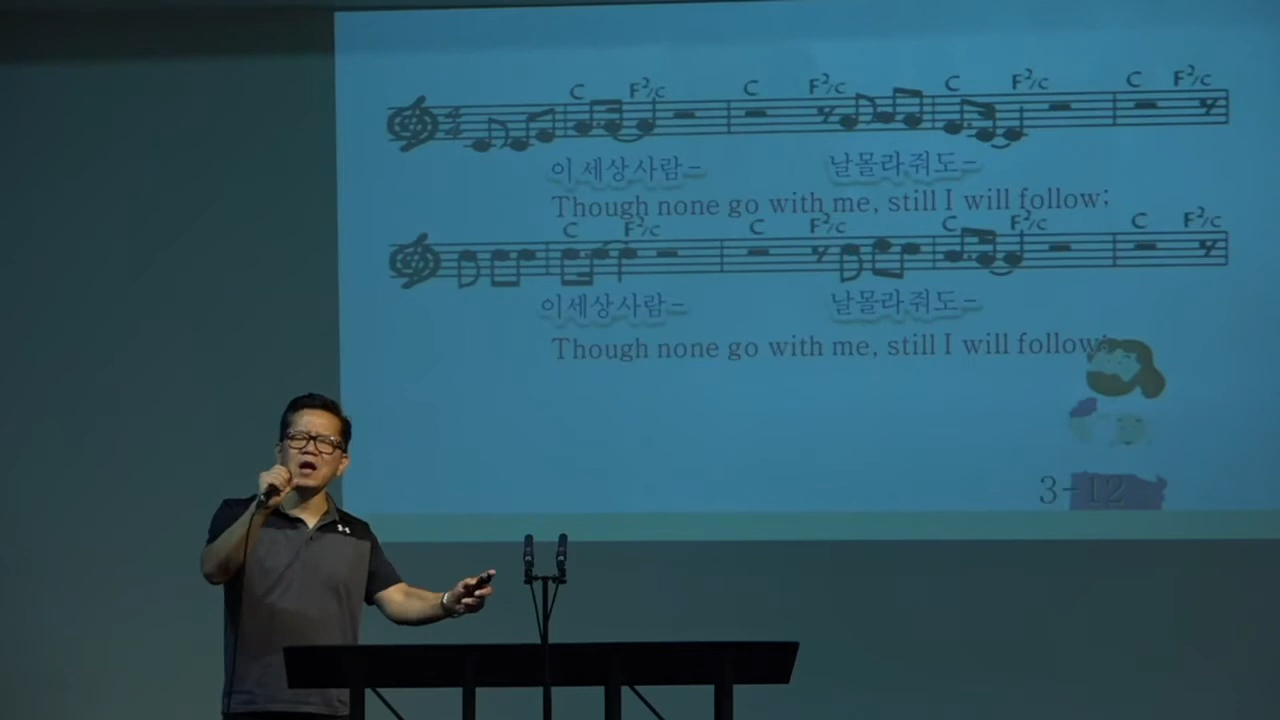 C F²/C C F²/C C F²/C C F²/C
4
4
이 세상사람- 날몰라줘도-
Though none go with me, still I will follow;
C F²/C C F²/C C F²/C C F²/C
이세상사람- 날몰라줘도-
Though none go with me, still I will follow;
3-12